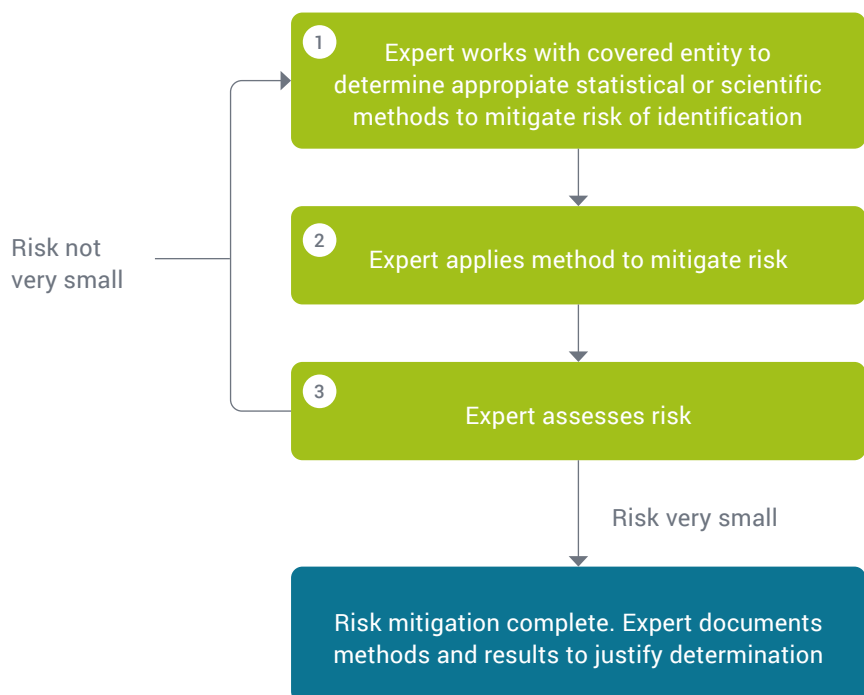 1
Expert works with covered entity to
determine appropiate statistical or scientific
methods to mitigate risk of identification
2
Expert applies method to mitigate risk
Risk not
very small
3
Expert assesses risk
Risk very small
Risk mitigation complete. Expert documents
methods and results to justify determination